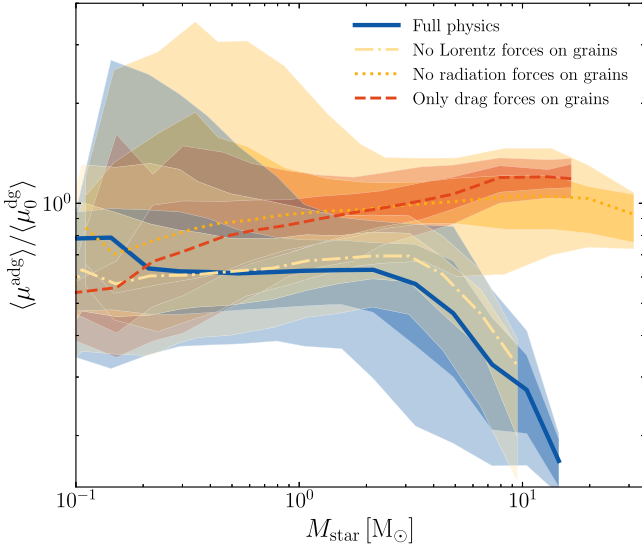 Full physics
No Lorentz forces on grains
No radiation forces on grains
Only drag forces on grains
⟨μ^adg⟩/⟨μ_0^dg⟩
10^0
10^−1 10^0 10^1
M_star [M_⊙]